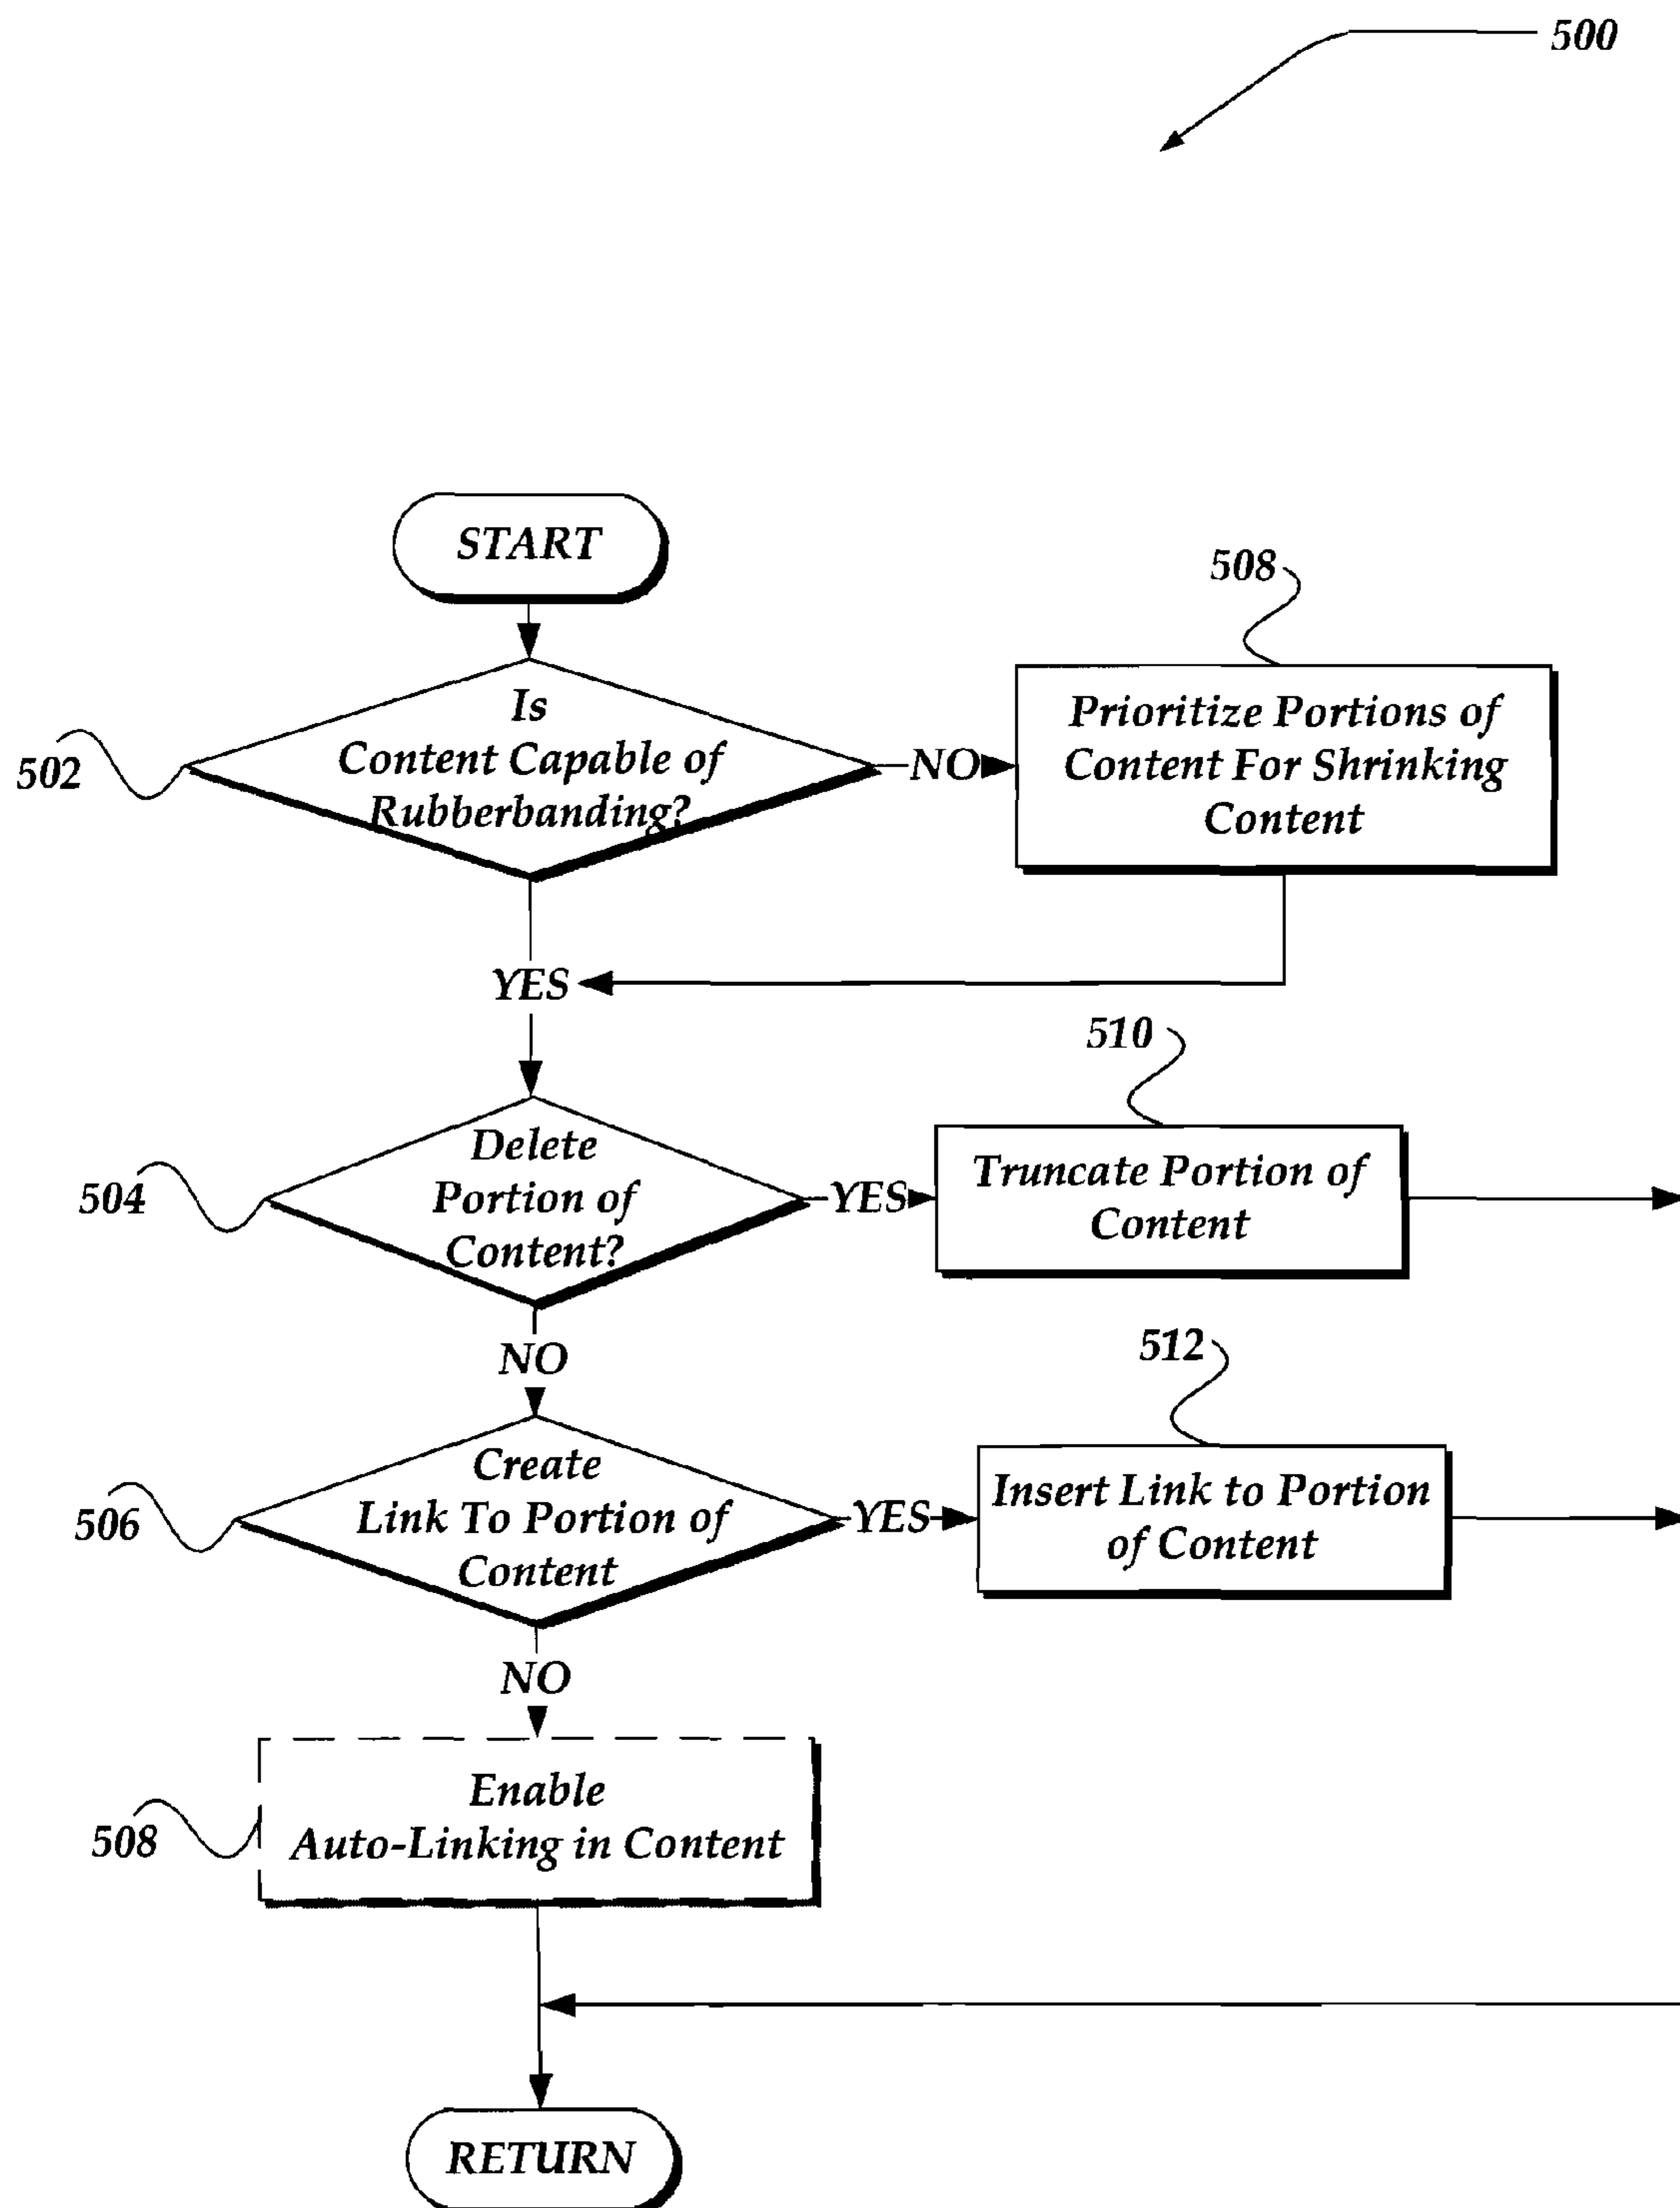 500
START
508
Is
Content Capable of
Rubberbanding?
502
NO
Prioritize Portions of
Content For Shrinking
Content
YES
510
Delete
Portion of
Content?
504
YES
Truncate Portion of
Content
NO
512
Create
Link To Portion of
Content
506
YES
Insert Link to Portion
of Content
NO
Enable
Auto-Linking in Content
508
RETURN